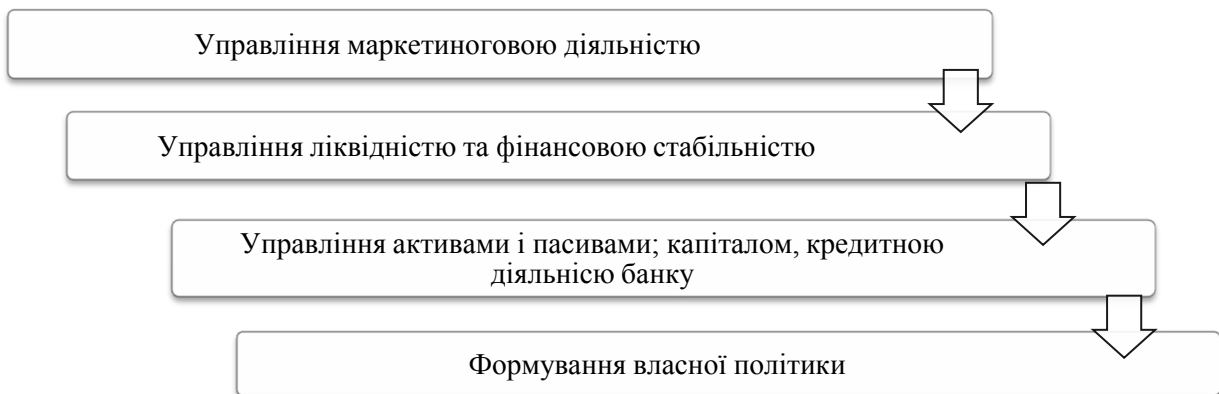 Управління маркетиноговою діяльністю
Управління ліквідністю та фінансовою стабільністю
Управління активами і пасивами; капіталом, кредитною
діяльнісю банку
Формування власної політики